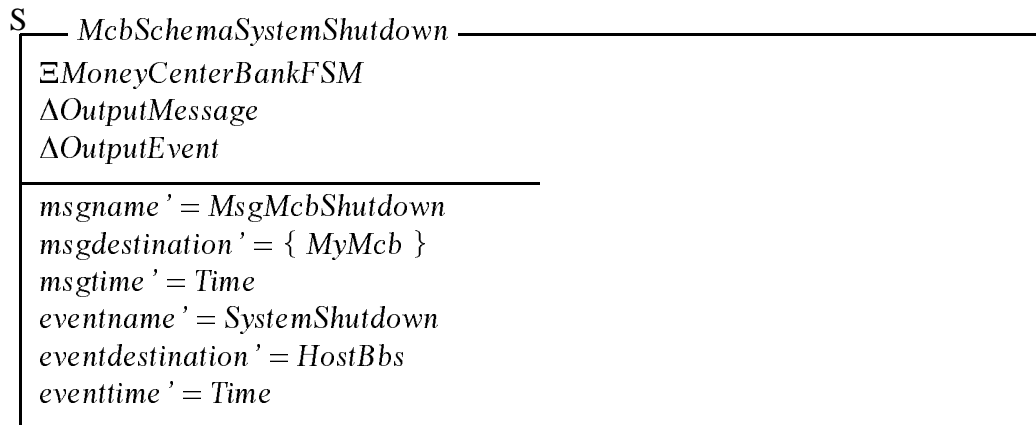 S
McbSchemaSystemShutdown
ΞMoneyCenterBankFSM
ΔOutputMessage
ΔOutputEvent
msgname ’ = MsgMcbShutdown
msgdestination ’ = { MyMcb }
msgtime ’ = Time
eventname ’ = SystemShutdown
eventdestination ’ = HostBbs
eventtime ’ = Time